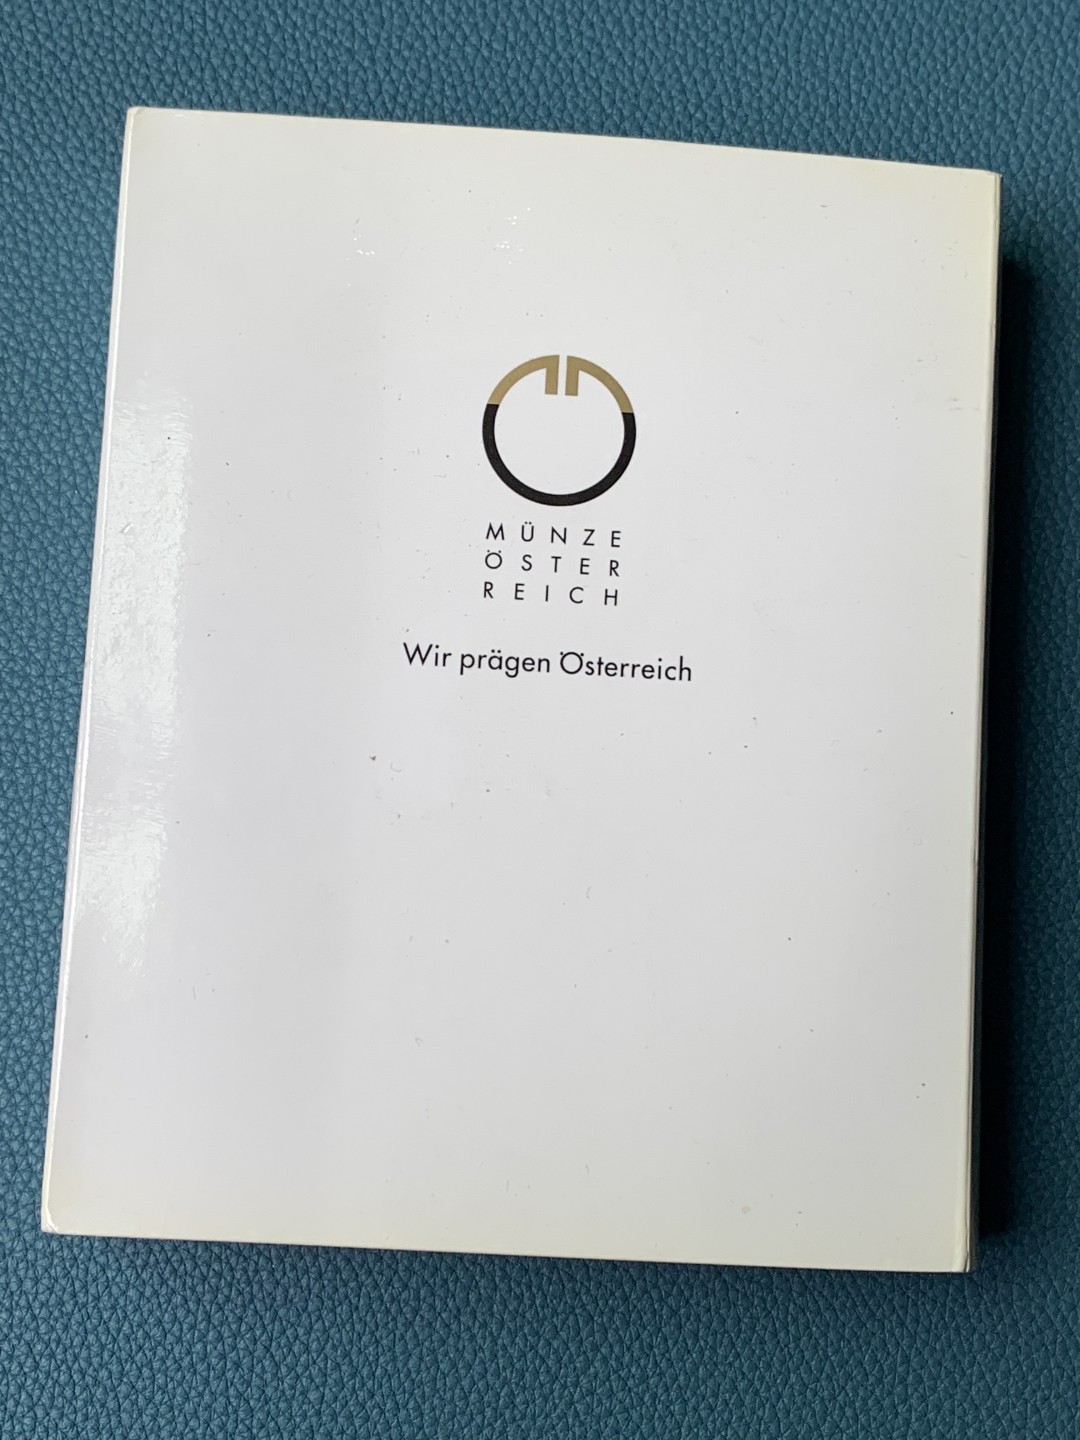 MÜNZE
ÖSTER
REICH
Wir prägen Österreich